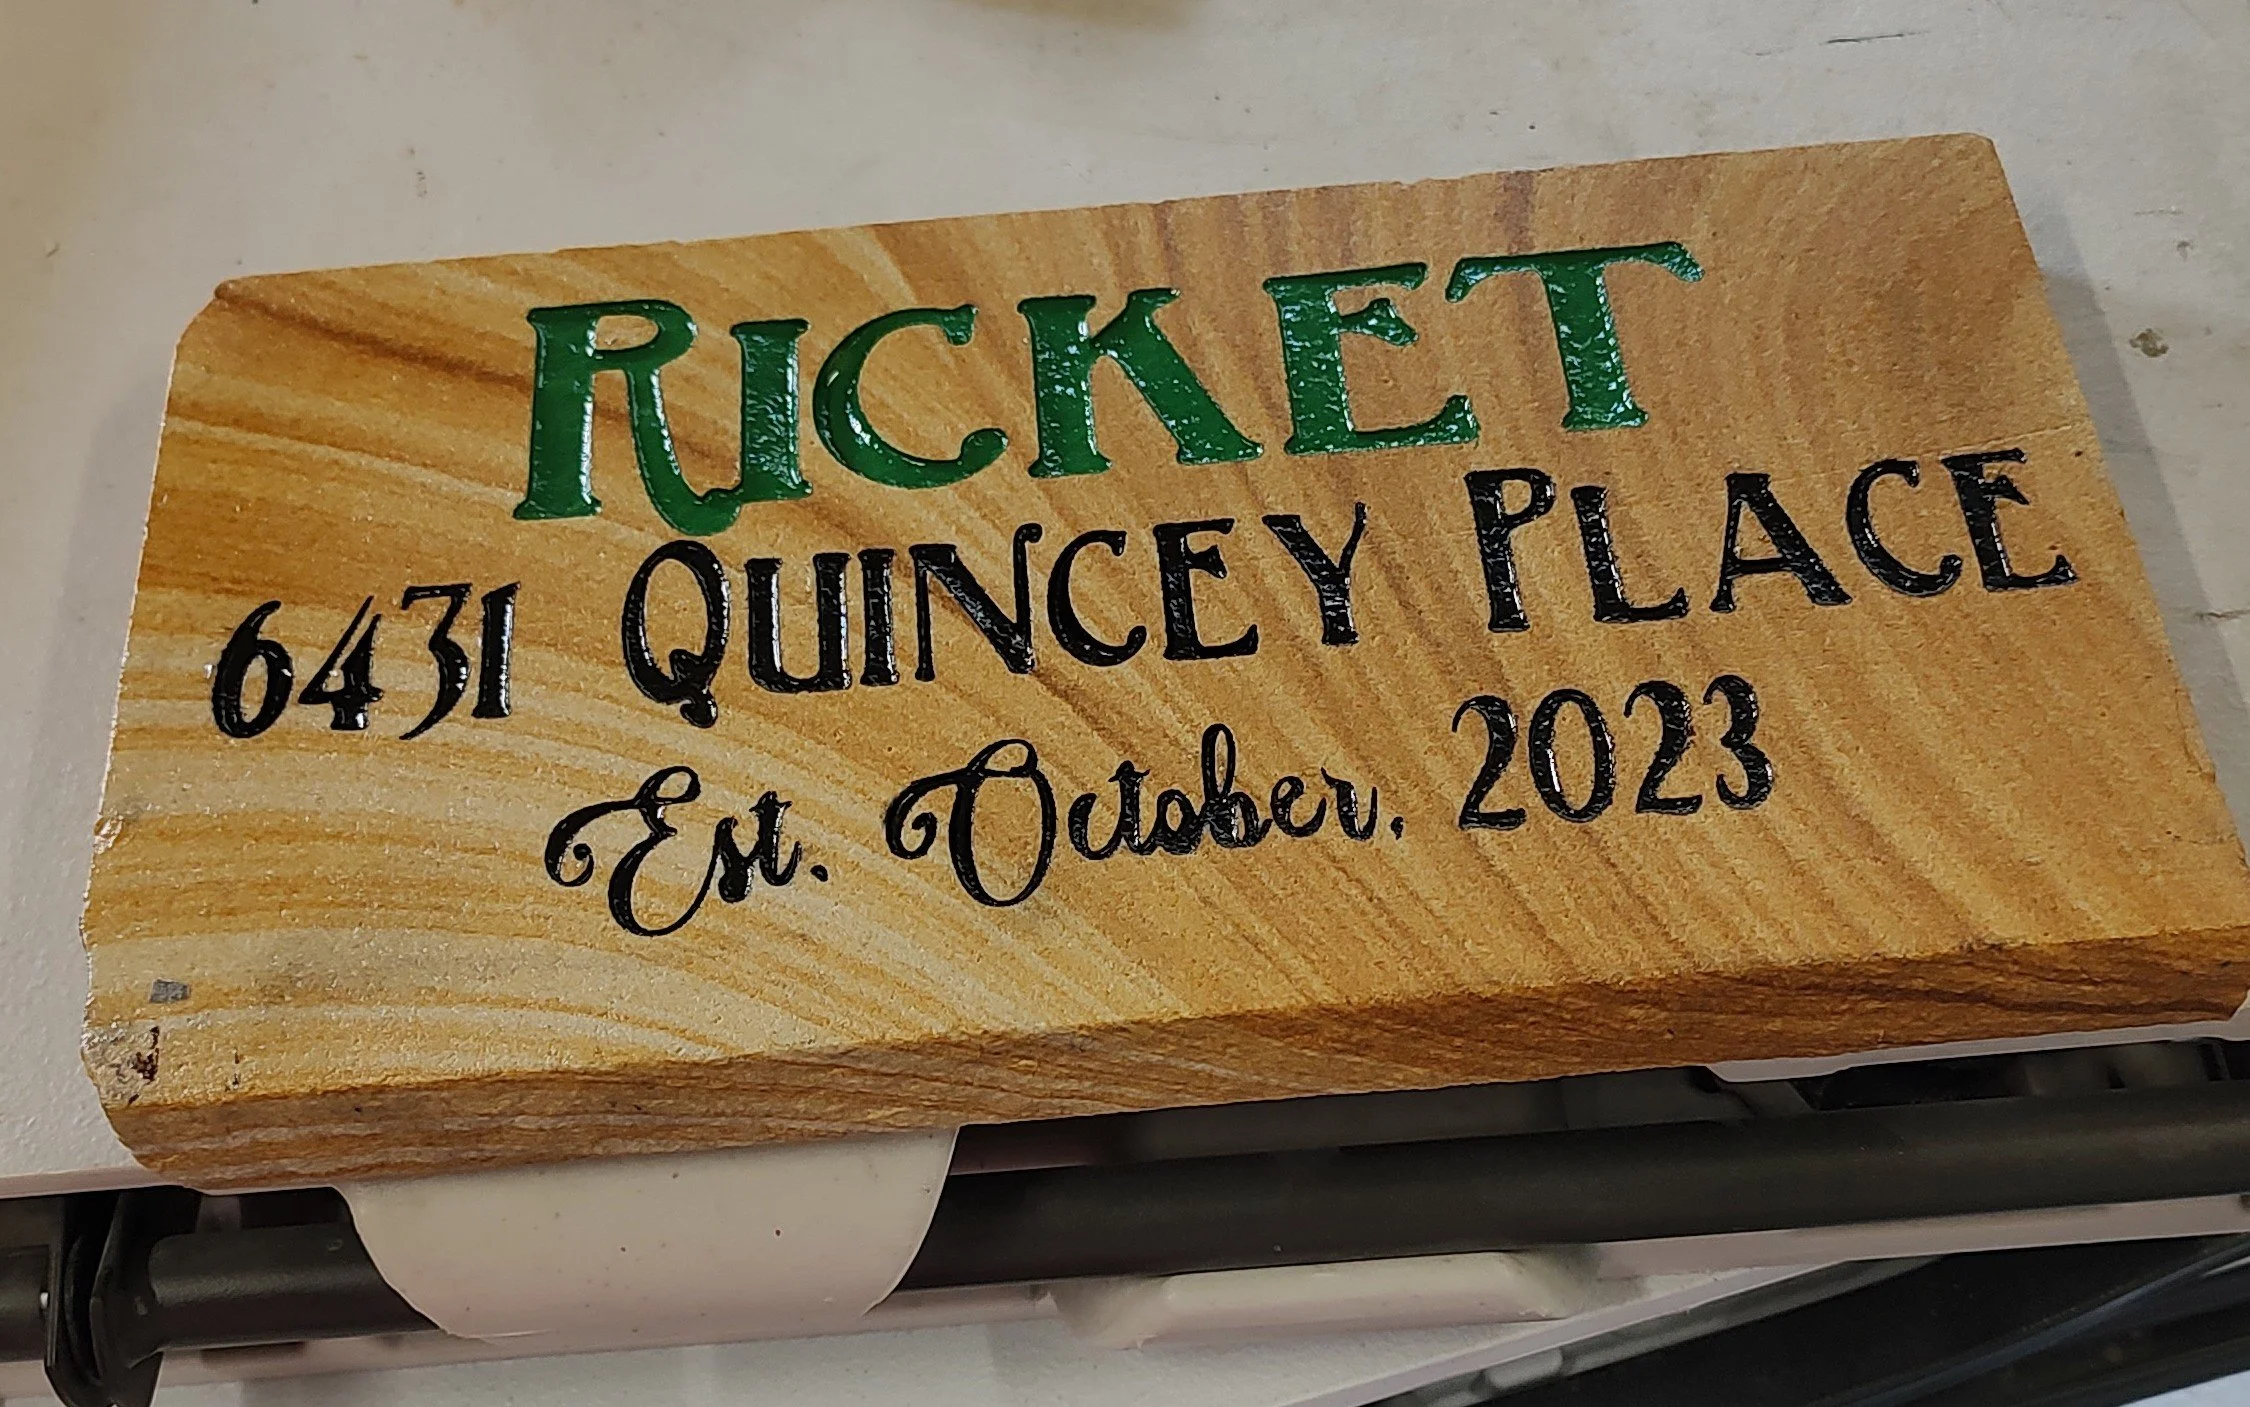 RICKET
6431 QUINCEY PLACE
Est. October, 2023